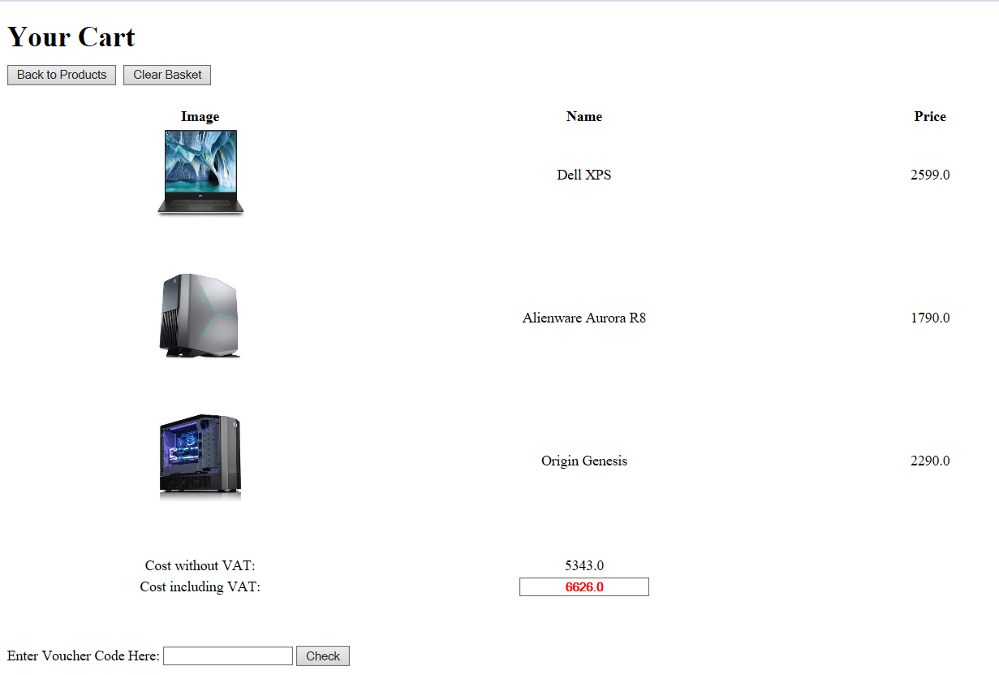 Your Cart
Back to Products Clear Basket
Image Name Price
Dell XPS 2599.0
Alienware Aurora R8 1790.0
Origin Genesis 2290.0
Cost without VAT: 5343.0
Cost including VAT: 6626.0
Enter Voucher Code Here: Check